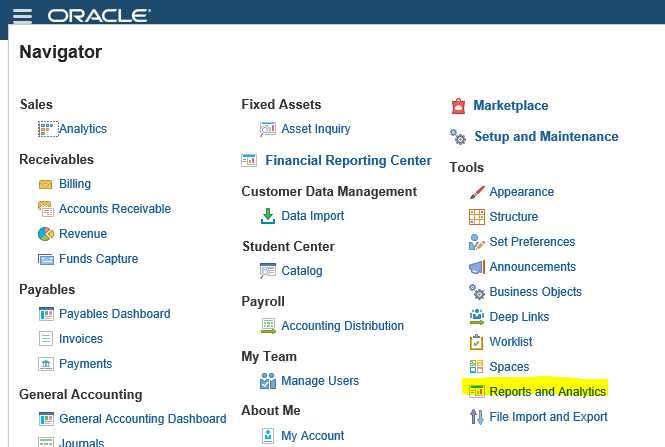 ORACLE
Navigator
Sales
Analytics
Receivables
Billing
Accounts Receivable
Revenue
Funds Capture
Payables
Payables Dashboard
Invoices
Payments
General Accounting
General Accounting Dashboard
Journals
Fixed Assets
Asset Inquiry
Financial Reporting Center
Customer Data Management
Data Import
Student Center
Catalog
Payroll
Accounting Distribution
My Team
Manage Users
About Me
My Account
Marketplace
Setup and Maintenance
Tools
Appearance
Structure
Set Preferences
Announcements
Business Objects
Deep Links
Worklist
Spaces
Reports and Analytics
File Import and Export